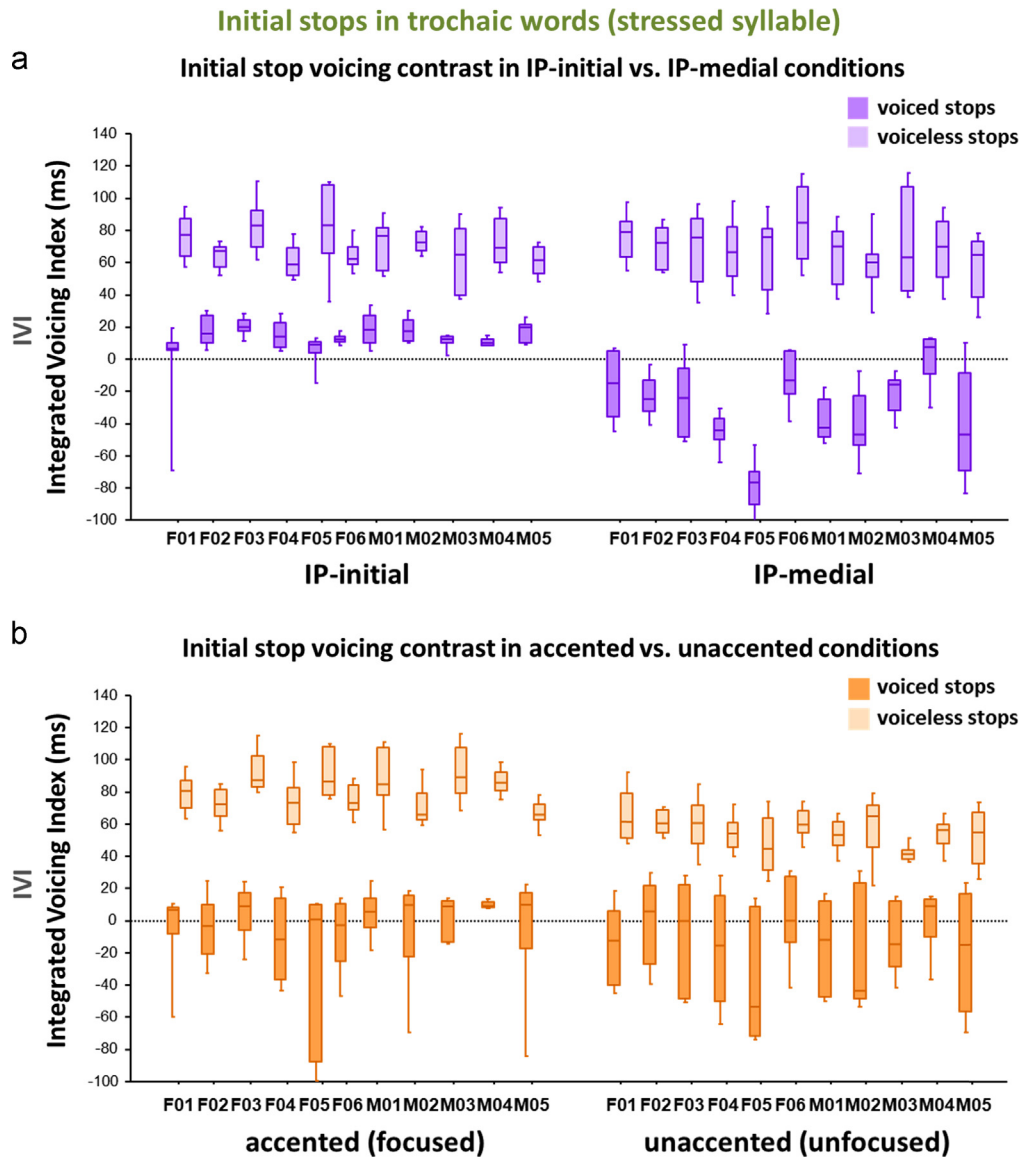 Initial stops in trochaic words (stressed syllable)
a
Initial stop voicing contrast in IP-initial vs. IP-medial conditions
voiced stops
voiceless stops
IVI
Integrated Voicing Index (ms)
140
120
100
80
60
40
20
0
-20
-40
-60
-80
-100
F01 F02 F03 F04 F05 F06 M01 M02 M03 M04 M05
F01 F02 F03 F04 F05 F06 M01 M02 M03 M04 M05
IP-initial
IP-medial
b
Initial stop voicing contrast in accented vs. unaccented conditions
voiced stops
voiceless stops
IVI
Integrated Voicing Index (ms)
140
120
100
80
60
40
20
0
-20
-40
-60
-80
-100
F01 F02 F03 F04 F05 F06 M01 M02 M03 M04 M05
F01 F02 F03 F04 F05 F06 M01 M02 M03 M04 M05
accented (focused)
unaccented (unfocused)